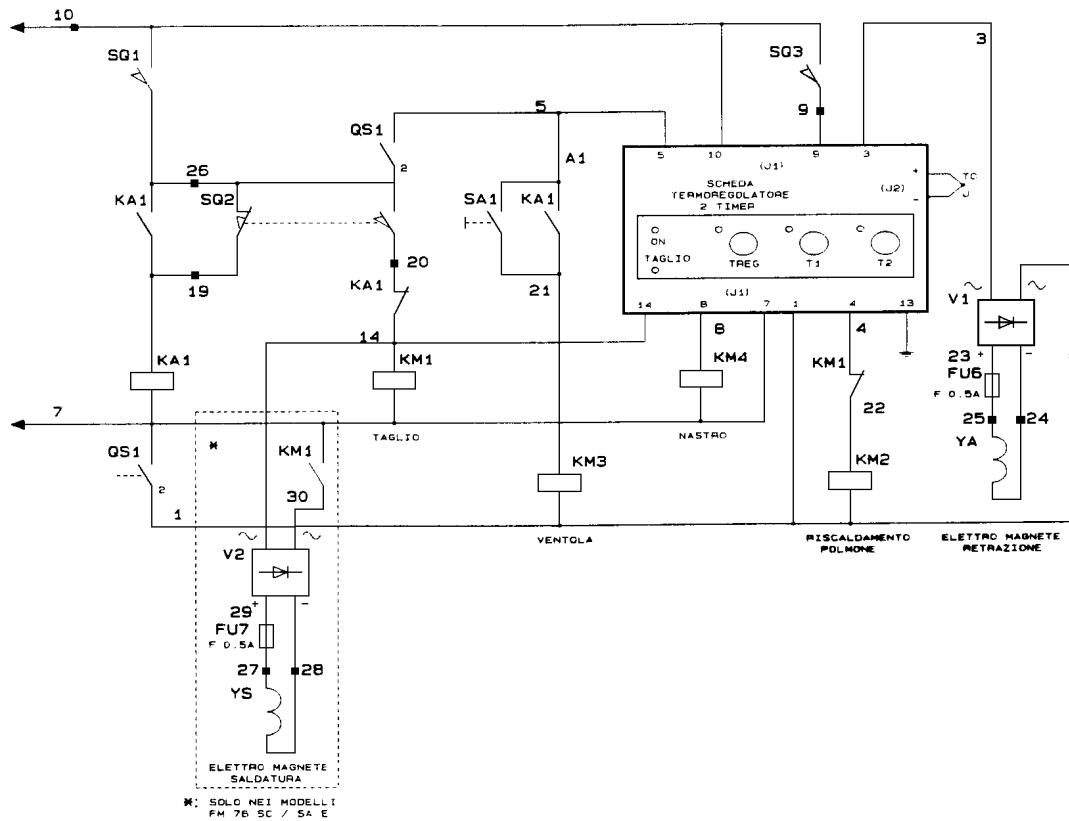 10
SQ1
SQ3
3
9
5
QS1
2
A1
26
KA1
SQ2
SA1
KA1
5
10
9
3
(J1)
SCHEDA
TERMOREGOLATORE
2 TIMER
+
(J2)
-
TC
J
ON
TAGLIO
TREG
T1
T2
(J1)
14
8
7
1
4
13
20
19
21
KA1
14
8
4
V1
KA1
KM1
KM4
KM1
23
+
-
FU6
F 0.5A
22
25
24
7
TAGLIO
NASTRO
YA
*
KM1
QS1
2
KM3
KM2
30
1
VENTOLA
RISCALDAMENTO
POLMONE
ELETTRO MAGNETE
RETRAZIONE
V2
29
+
-
FU7
F 0.5A
27
28
YS
ELETTRO MAGNETE
SALDATURA
*: SOLO NEI MODELLI
FM 76 SC / SA E